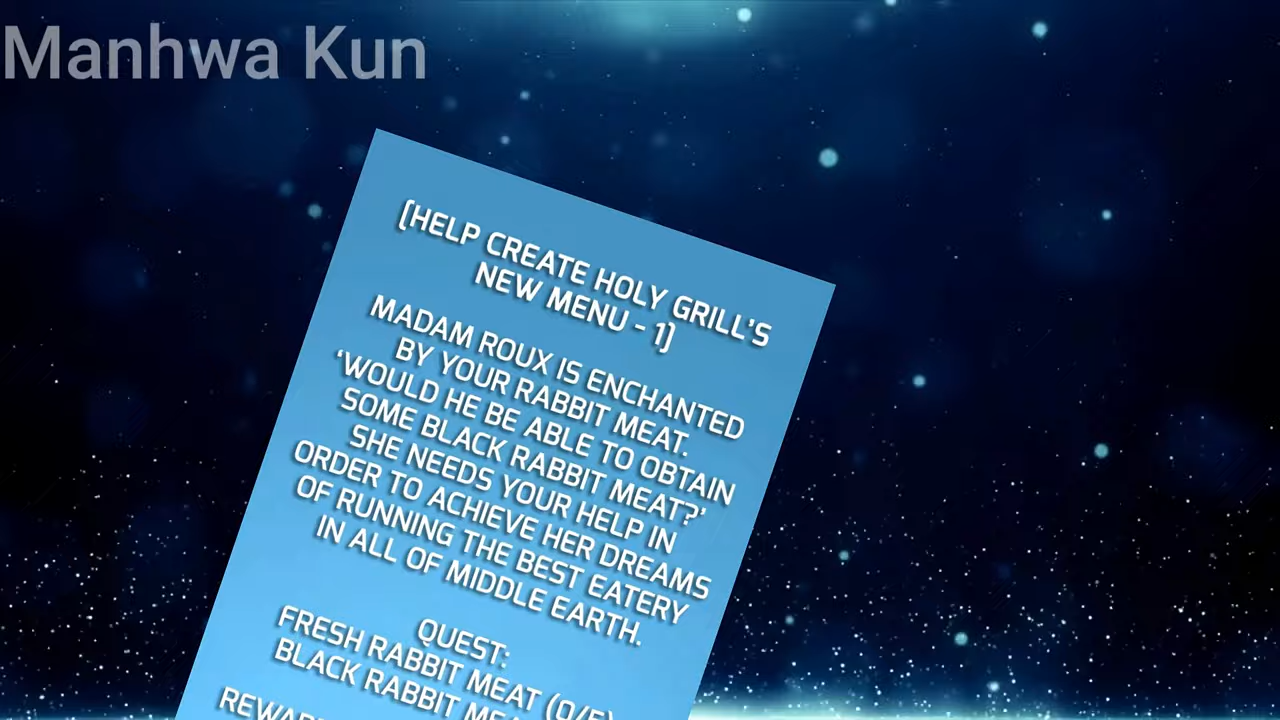 Manhwa Kun
[HELP CREATE HOLY GRILL'S
NEW MENU - 1]
MADAM ROUX IS ENCHANTED
BY YOUR RABBIT MEAT.
'WOULD HE BE ABLE TO OBTAIN
SOME BLACK RABBIT MEAT?'
SHE NEEDS YOUR HELP IN
ORDER TO ACHIEVE HER DREAMS
OF RUNNING THE BEST EATERY
IN ALL OF MIDDLE EARTH.
QUEST:
FRESH RABBIT MEAT (0/5)
BLACK RABBIT